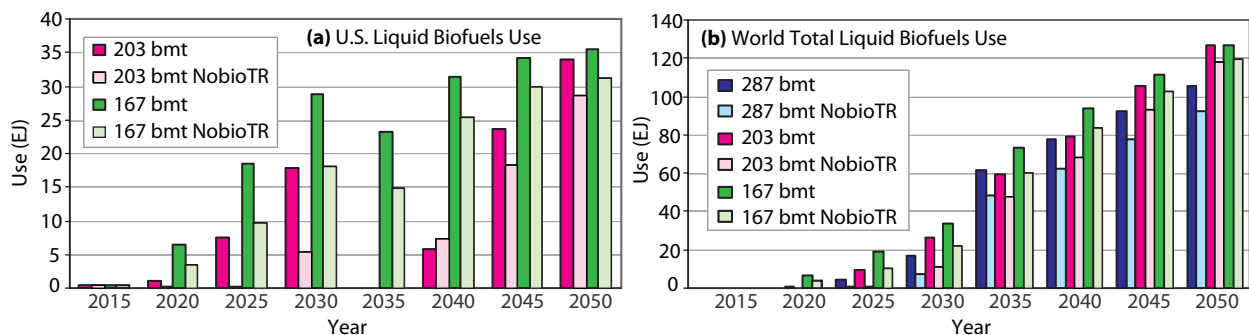 (a) U.S. Liquid Biofuels Use
203 bmt
203 bmt NobioTR
167 bmt
167 bmt NobioTR
Use (EJ)
40
35
30
25
20
15
10
5
0
2015 2020 2025 2030 2035 2040 2045 2050
Year
(b) World Total Liquid Biofuels Use
287 bmt
287 bmt NobioTR
203 bmt
203 bmt NobioTR
167 bmt
167 bmt NobioTR
Use (EJ)
140
120
100
80
60
40
20
0
2015 2020 2025 2030 2035 2040 2045 2050
Year